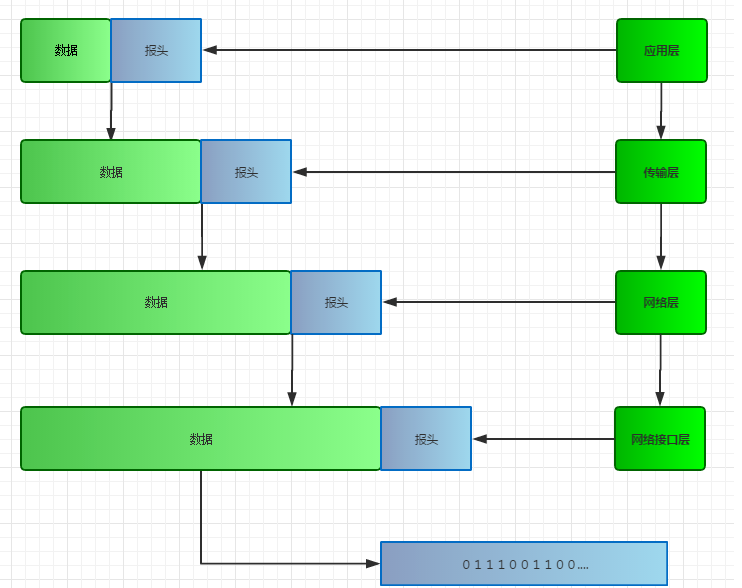 数据
报头
应用层
数据
报头
传输层
数据
报头
网络层
数据
报头
网络接口层
0 1 1 1 0 0 1 1 0 0 ....